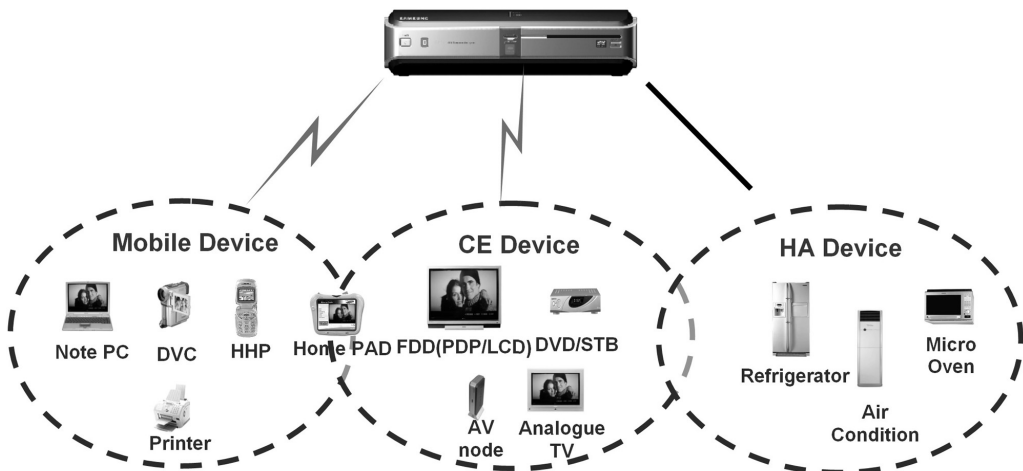 SAMSUNG
Mobile Device
CE Device
HA Device
Note PC
DVC
HHP
Home PAD
FDD(PDP/LCD)
DVD/STB
Refrigerator
Micro
Oven
Printer
AV
node
Analogue
TV
Air
Condition